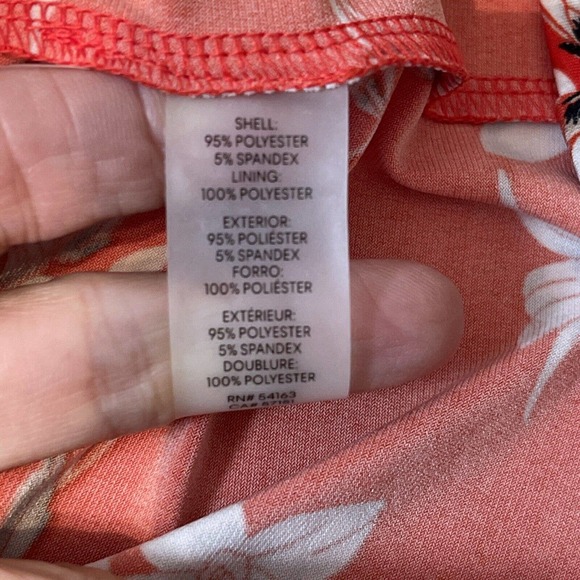 SHELL:
95% POLYESTER
5% SPANDEX
LINING:
100% POLYESTER
EXTERIOR:
95% POLIÉSTER
5% SPANDEX
FORRO:
100% POLIÉSTER
EXTÉRIEUR:
95% POLYESTER
5% SPANDEX
DOUBLURE:
100% POLYESTER
RN# 54163
CA#